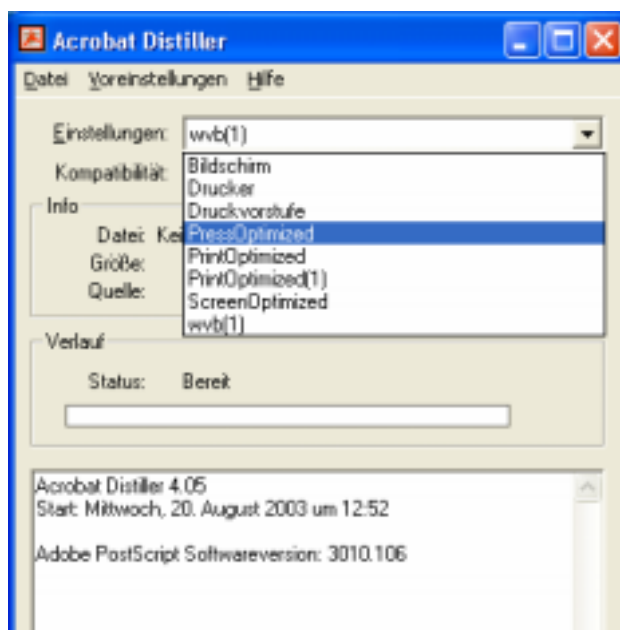 Acrobat Distiller
Datei Voreinstellungen Hilfe
Einstellungen: wvb(1)
Kompatibilität:
Bildschirm
Drucker
Druckvorstufe
PressOptimized
PrintOptimized
PrintOptimized(1)
ScreenOptimized
wvb(1)
Info
Datei: Kei
Größe:
Quelle:
Verlauf
Status: Bereit
Acrobat Distiller 4.05
Start: Mittwoch, 20. August 2003 um 12:52
Adobe PostScript Softwareversion: 3010.106